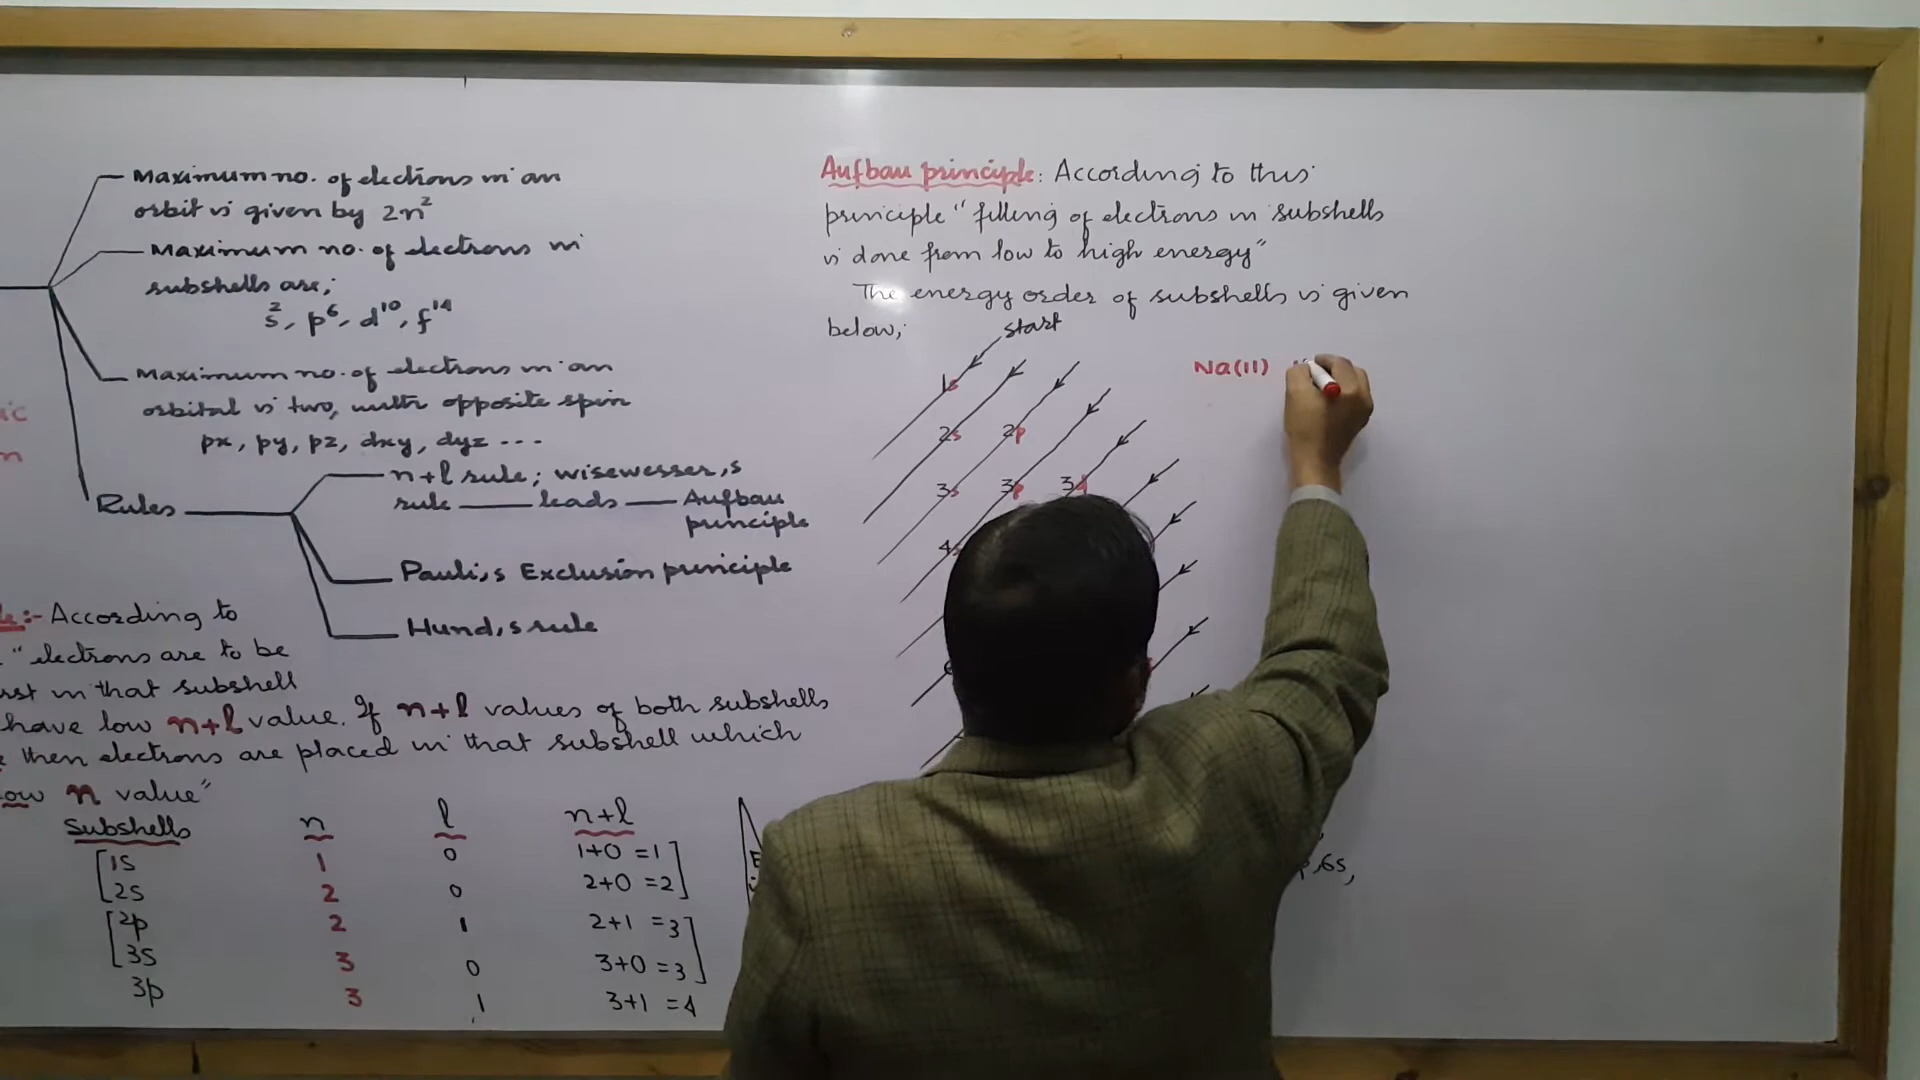 Maximum no. of electrons in an
orbit is given by 2n²
Maximum no. of electrons in
subshells are;
s², p⁶, d¹⁰, f¹⁴
Maximum no. of electrons in an
orbital is two, with opposite spin
px, py, pz, dxy, dyz ---
Rules
n+l rule; wisewesser,s
rule — leads — Aufbau
principle
Pauli,s Exclusion principle
Hund,s rule
:- According to
"electrons are to be
in that subshell
have low n+l value. If n+l values of both subshells
then electrons are placed in that subshell which
n value"
Subshells n l n+l
1s 1 0 1+0 =1
2s 2 0 2+0 =2
2p 2 1 2+1 =3
3s 3 0 3+0 =3
3p 3 1 3+1 =4
Aufbau principle: According to this
principle "filling of electrons in subshells
is done from low to high energy"
The energy order of subshells is given
below;
start
1s
2s 2p
3s 3p 3d
Na(11)
,6s,